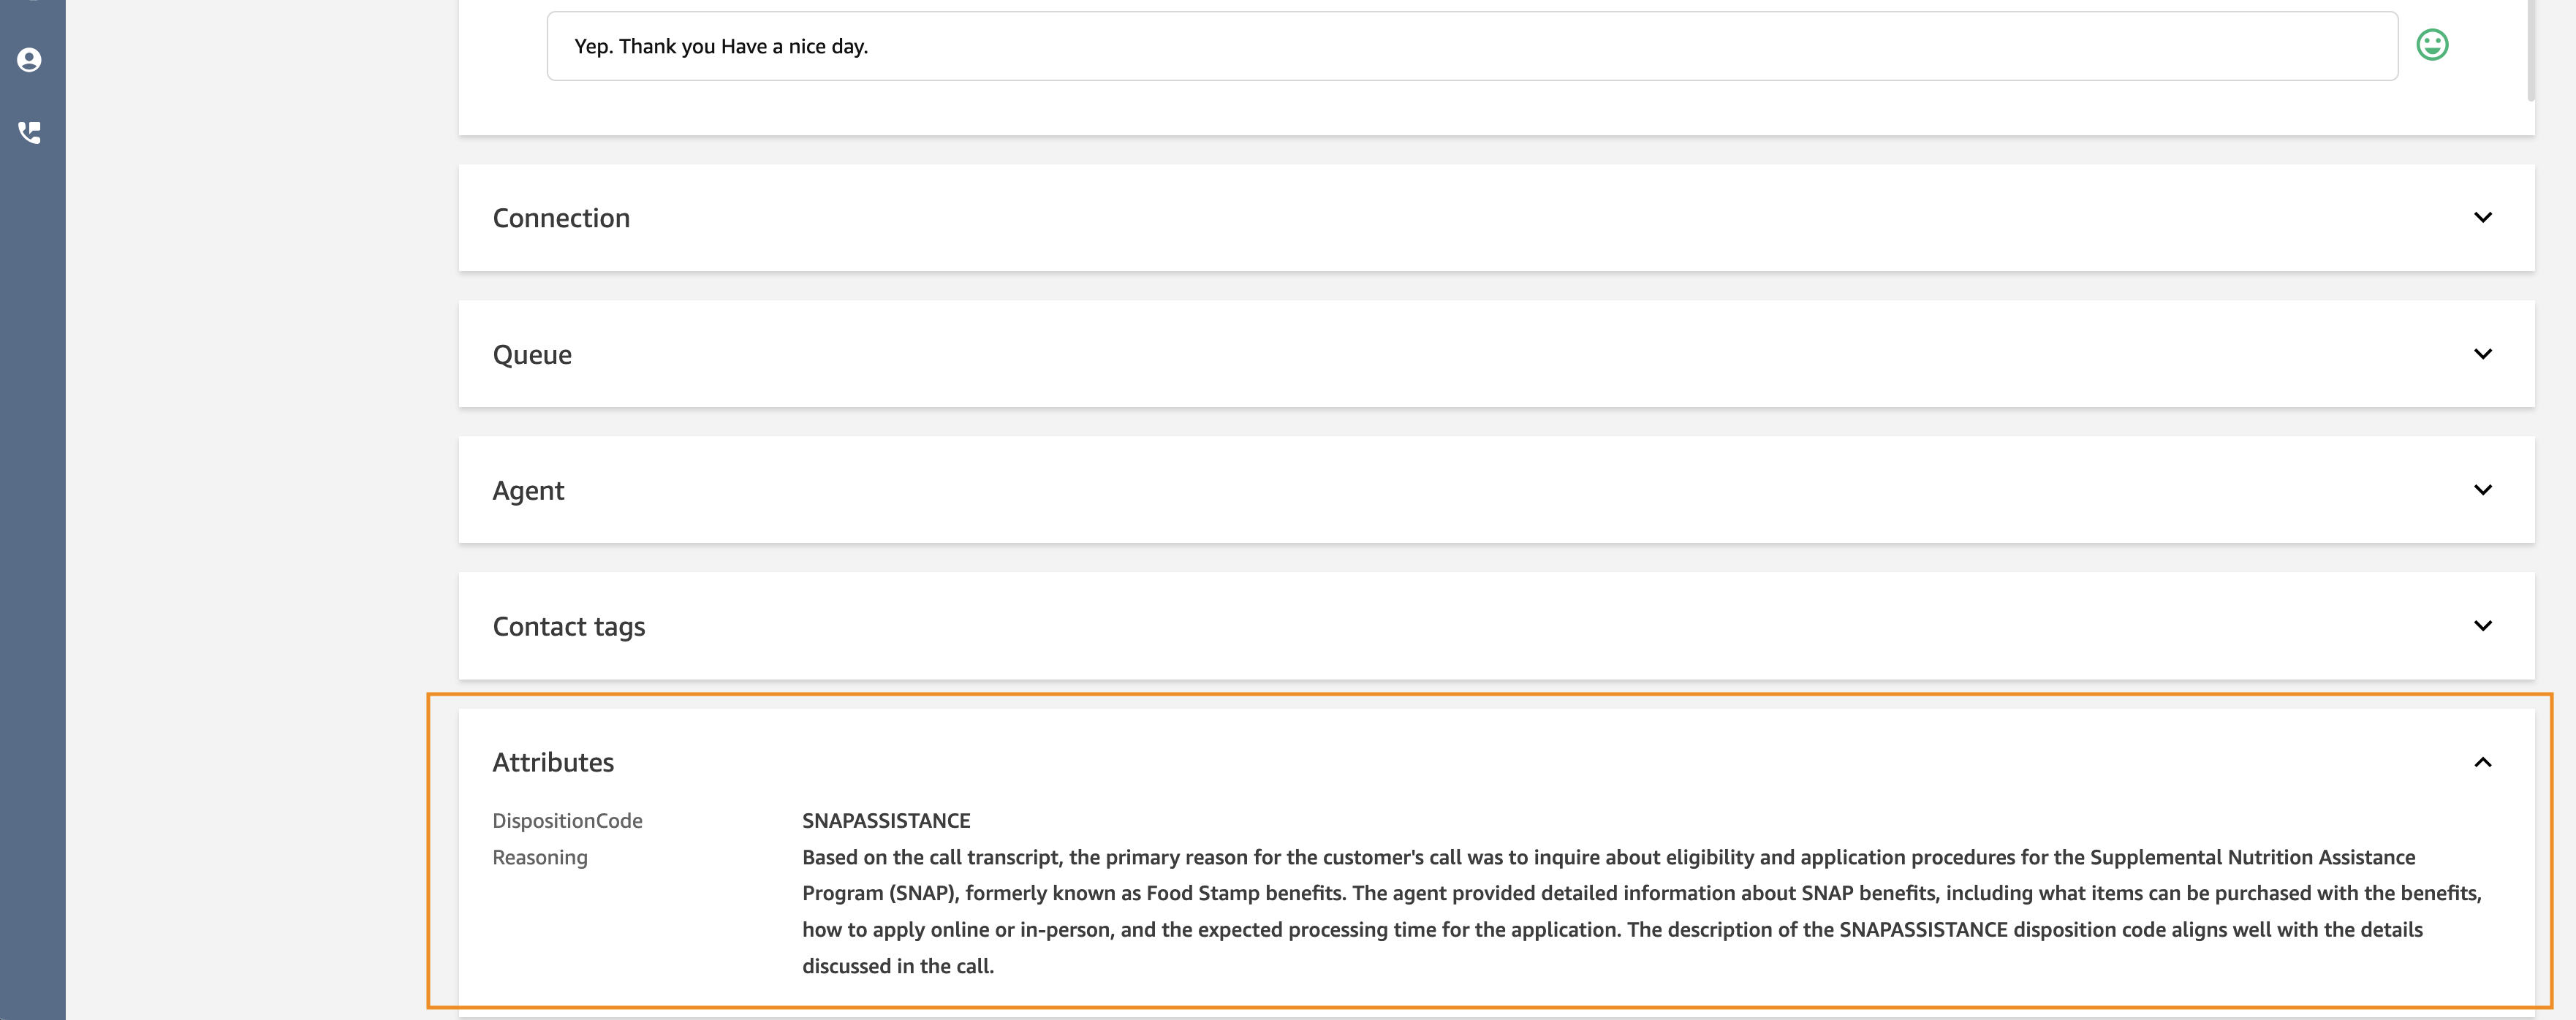 Yep. Thank you Have a nice day.
Connection
Queue
Agent
Contact tags
Attributes
DispositionCode SNAPASSISTANCE
Reasoning Based on the call transcript, the primary reason for the customer's call was to inquire about eligibility and application procedures for the Supplemental Nutrition Assistance
Program (SNAP), formerly known as Food Stamp benefits. The agent provided detailed information about SNAP benefits, including what items can be purchased with the benefits,
how to apply online or in-person, and the expected processing time for the application. The description of the SNAPASSISTANCE disposition code aligns well with the details
discussed in the call.